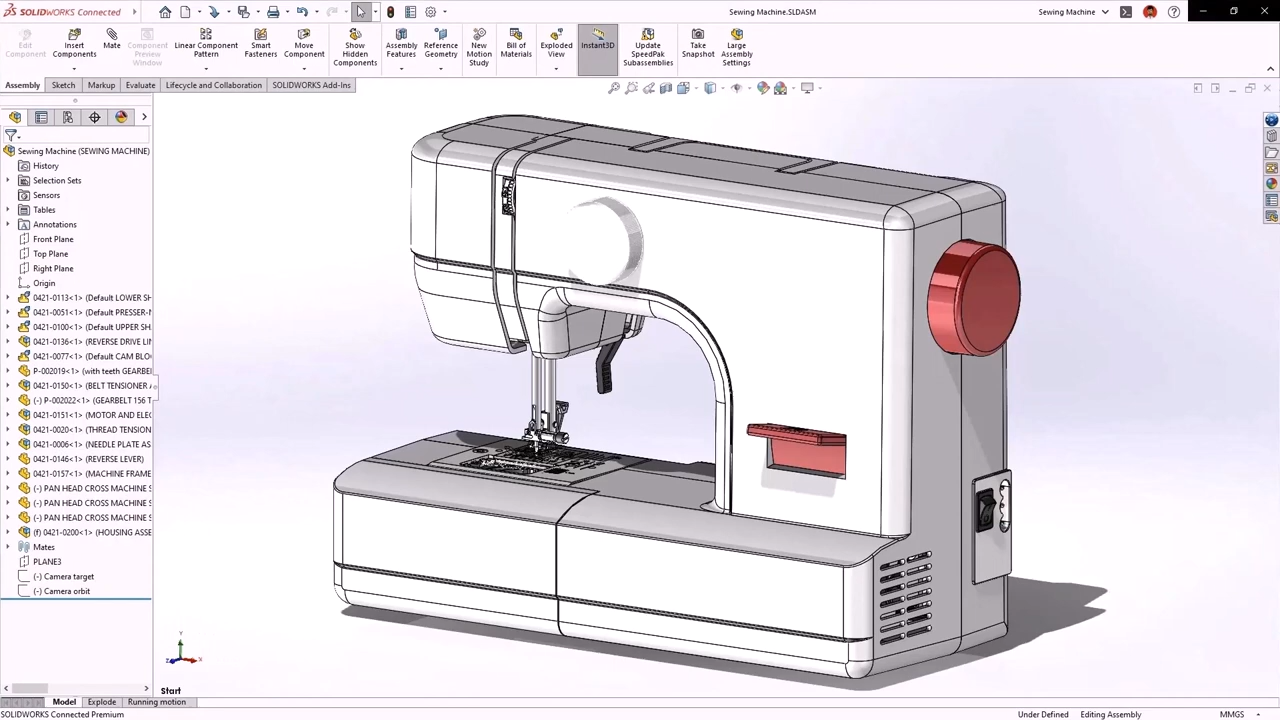 SOLIDWORKS Connected
Sewing Machine.SLDASM
Sewing Machine
Edit Component
Insert Components
Mate
Component Preview Window
Linear Component Pattern
Smart Fasteners
Move Component
Show Hidden Components
Assembly Features
Reference Geometry
New Motion Study
Bill of Materials
Exploded View
Instant3D
Update SpeedPak Subassemblies
Take Snapshot
Large Assembly Settings
Assembly
Sketch
Markup
Evaluate
Lifecycle and Collaboration
SOLIDWORKS Add-Ins
Sewing Machine (SEWING MACHINE)
History
Selection Sets
Sensors
Tables
Annotations
Front Plane
Top Plane
Right Plane
Origin
0421-0113<1> (Default LOWER SH
0421-0051<1> (Default PRESSER-N
0421-0100<1> (Default UPPER SHA
0421-0136<1> (REVERSE DRIVE LIN
0421-0077<1> (Default CAM BLO
P-002019<1> (with teeth GEARBEL
0421-0150<1> (BELT TENSIONER A
(-) P-002022<1> (GEARBELT 156 T
0421-0151<1> (MOTOR AND ELEC
0421-0020<1> (NEEDLE BAR ASSE
0421-0006<1> (NEEDLE PLATE AS
0421-0146<1> (REVERSE LEVER)
0421-0157<1> (MACHINE FRAME
(-) PAN HEAD CROSS MACHINE S
(-) PAN HEAD CROSS MACHINE S
(-) PAN HEAD CROSS MACHINE S
(f) 0421-0200<1> (HOUSING ASSE
Mates
PLANE3
(-) Camera target
(-) Camera orbit
Y
Z
X
Start
Model
Explode
Running motion
SOLIDWORKS Connected Premium
Under Defined
Editing Assembly
MMGS